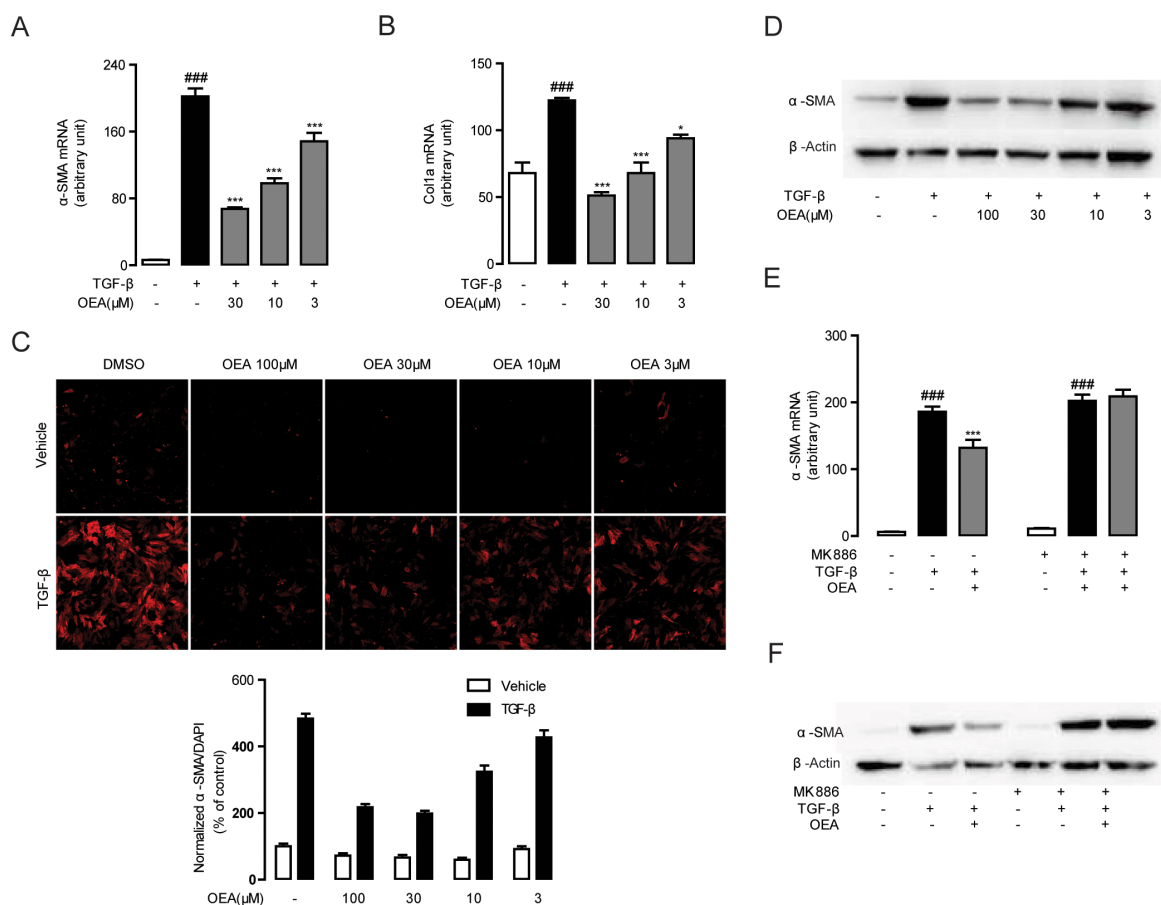 A
α-SMA mRNA
(arbitrary unit)
240
160
80
0
###
***
***
***
TGF-β - + + + +
OEA(µM) - - 30 10 3
B
Col1a mRNA
(arbitrary unit)
150
100
50
0
###
***
***
*
TGF-β - + + + +
OEA(µM) - - 30 10 3
C
DMSO OEA 100µM OEA 30µM OEA 10µM OEA 3µM
Vehicle
TGF-β
Normalized α -SMA/DAPI
(% of control)
600
400
200
0
Vehicle
TGF-β
OEA(µM) - 100 30 10 3
D
α -SMA
β -Actin
TGF-β - + + + + +
OEA(µM) - - 100 30 10 3
E
α -SMA mRNA
(arbitrary unit)
300
200
100
0
###
***
###
MK886 - - - + + +
TGF-β - + + - + +
OEA - - + - + +
F
α -SMA
β -Actin
MK886 - - - + + +
TGF-β - + + - + +
OEA - - + - - +